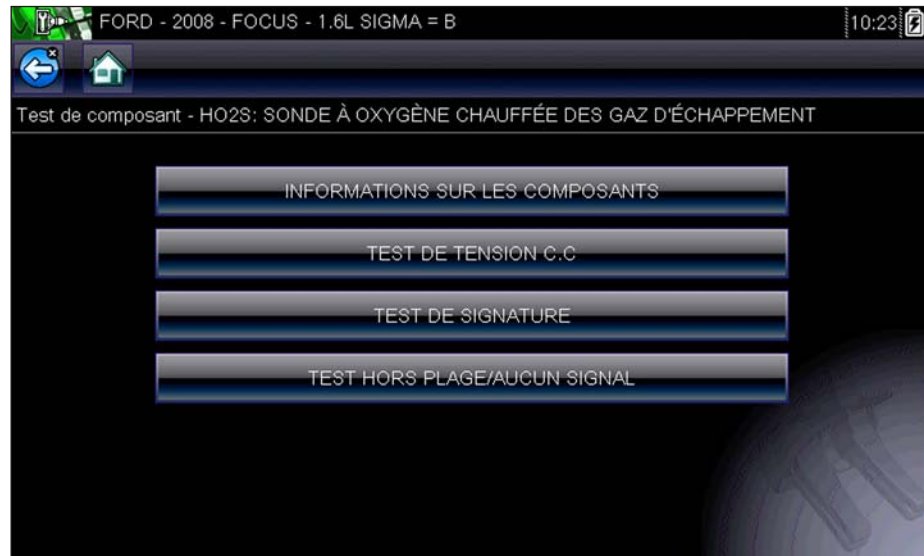 FORD - 2008 - FOCUS - 1.6L SIGMA = B 10:23
Test de composant - HO2S: SONDE À OXYGÈNE CHAUFFÉE DES GAZ D'ÉCHAPPEMENT
INFORMATIONS SUR LES COMPOSANTS
TEST DE TENSION C.C
TEST DE SIGNATURE
TEST HORS PLAGE/AUCUN SIGNAL